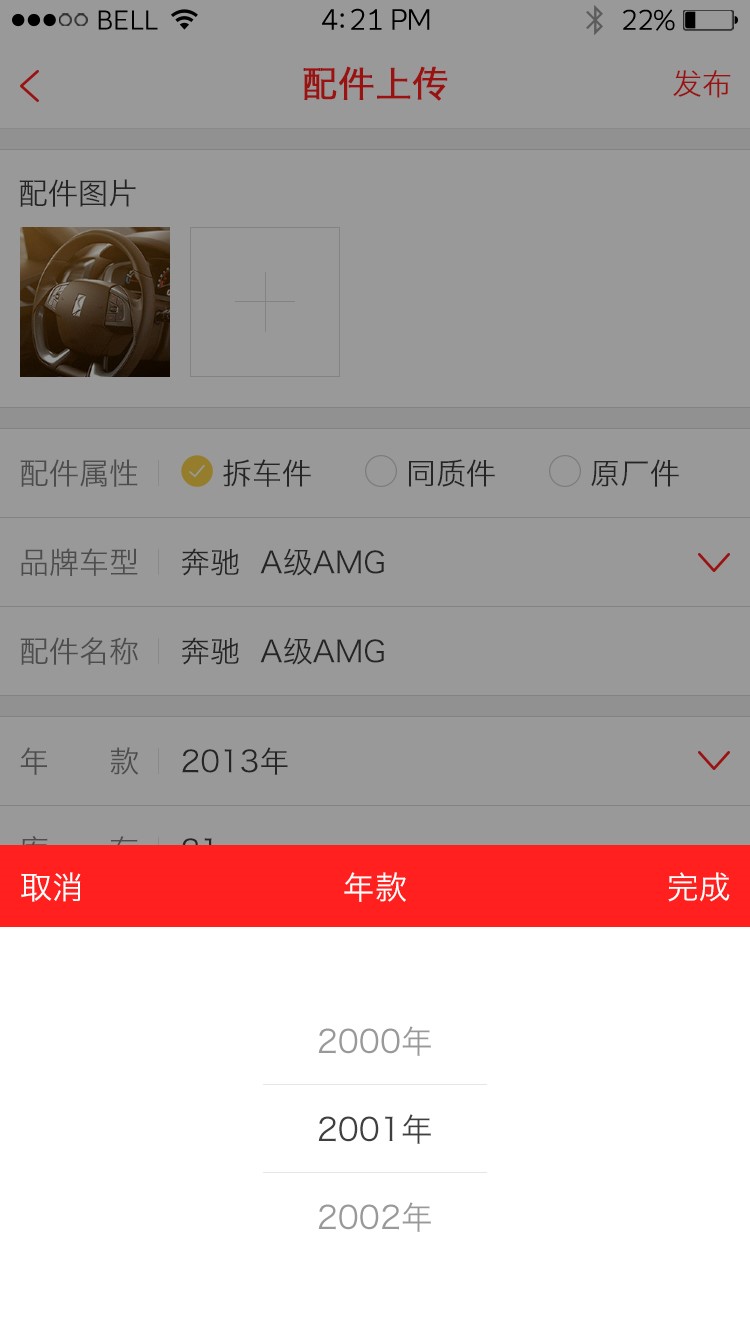 BELL 4:21 PM 22%
配件上传 发布
配件图片
配件属性 拆车件 同质件 原厂件
品牌车型 奔驰 A级AMG
配件名称 奔驰 A级AMG
年 款 2013年
取消 年款 完成
2000年
2001年
2002年